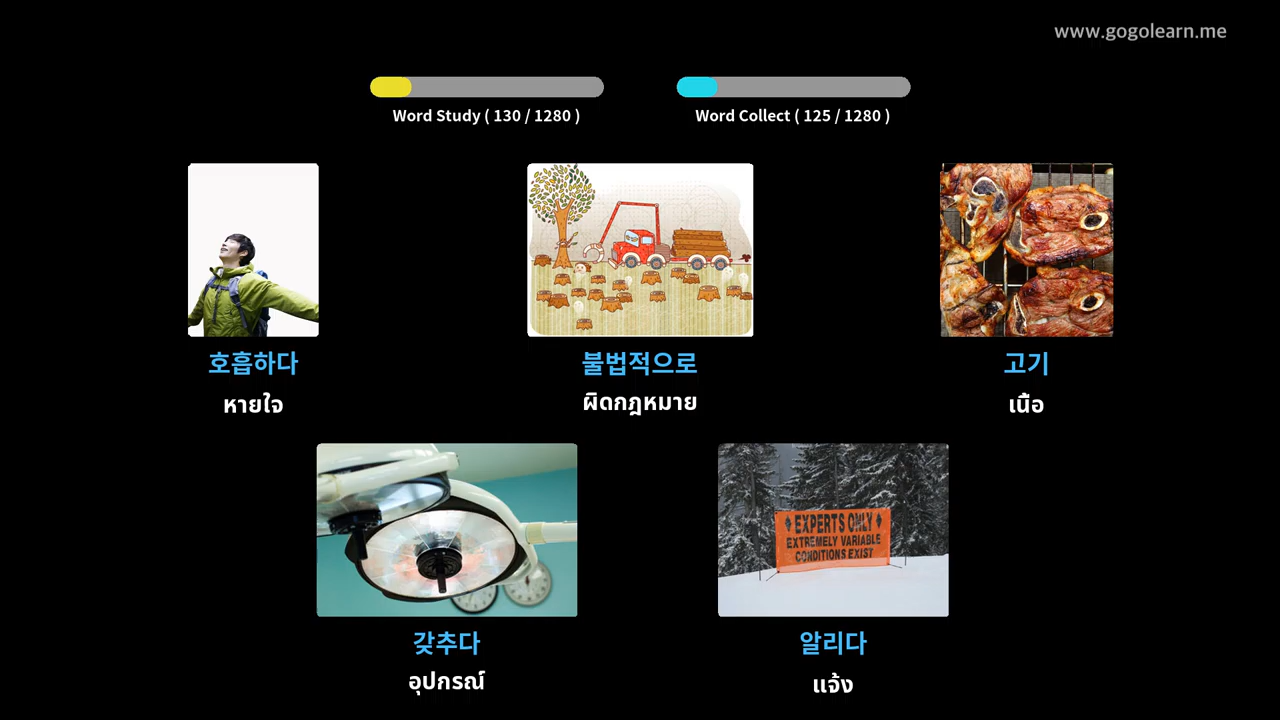 www.gogolearn.me
Word Study ( 130 / 1280 )
Word Collect ( 125 / 1280 )
호흡하다
불법적으로
고기
หายใจ
ผิดกฎหมาย
เนื้อ
EXPERTS ONLY
EXTREMELY VARIABLE
CONDITIONS EXIST
갖추다
알리다
อุปกรณ์
แจ้ง